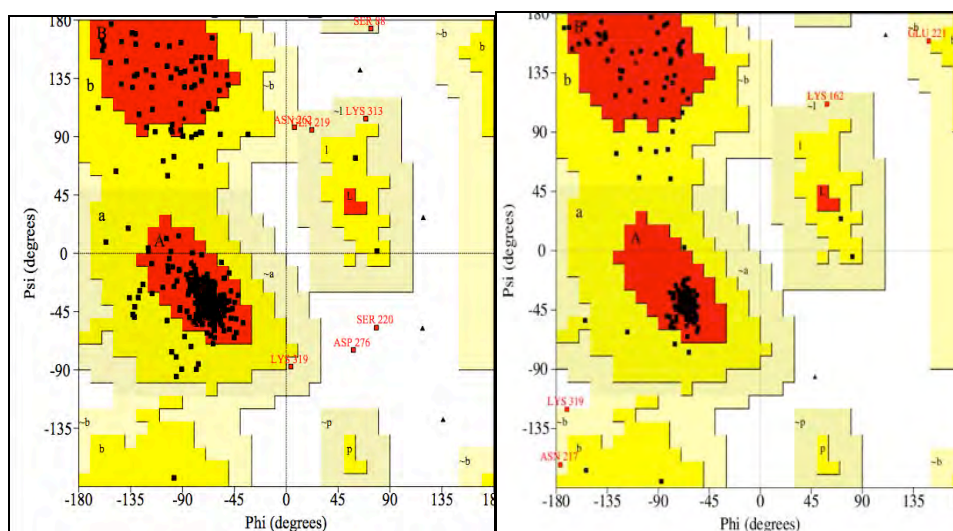 180
135
90
45
0
-45
-90
-135
-180
-135
-90
-45
0
45
90
180
Psi (degrees)
Phi (degrees)
B
b
~b
SER 88
~b
b
ASN 262
219
~l
LYS 313
l
L
a
A
~a
SER 220
ASP 276
LYS 319
~b
b
~b
~p
p
~b
180
135
90
45
0
-45
-90
-135
-180
-135
-90
-45
0
45
90
135
180
Psi (degrees)
Phi (degrees)
B
b
~b
~b
GLU 221
b
LYS 162
~l
l
L
a
A
~a
LYS 319
~b
ASN 217
b
~b
~p
p
~b